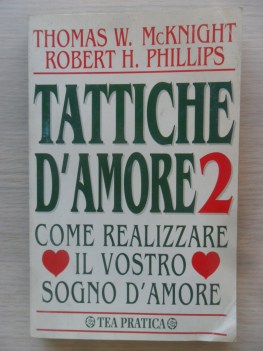 THOMAS W. McKNIGHT
ROBERT H. PHILLIPS
TATTICHE
D'AMORE 2
COME REALIZZARE
IL VOSTRO
SOGNO D'AMORE
TEA PRATICA